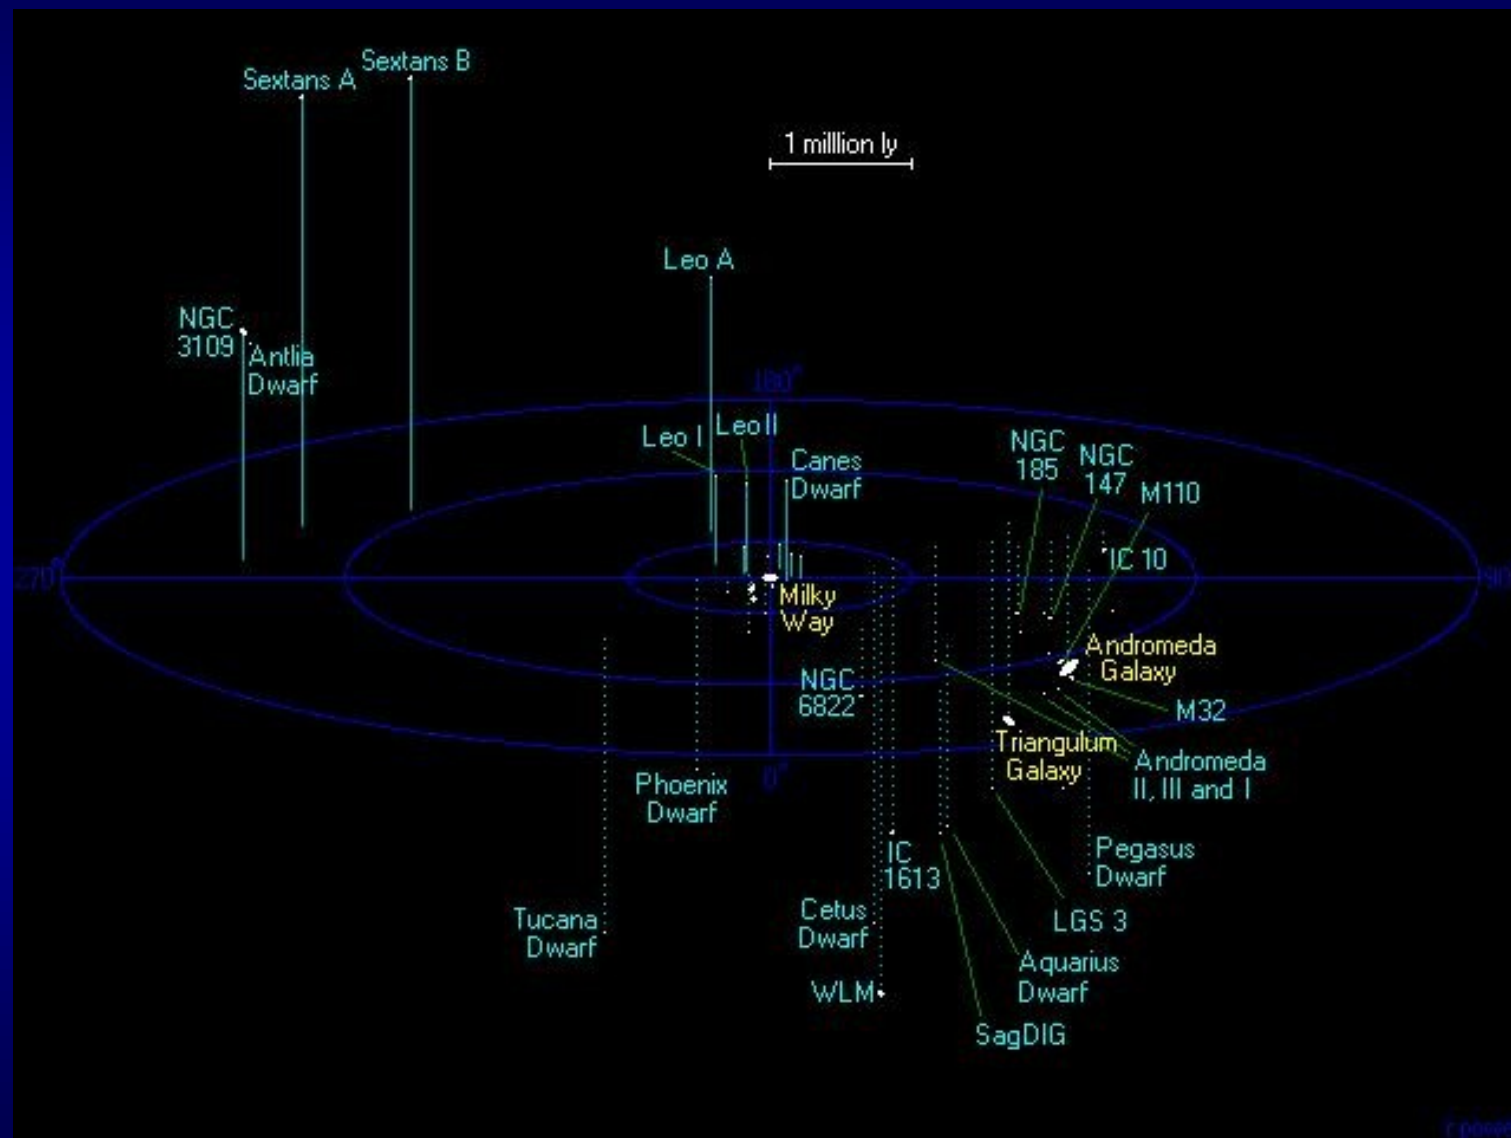 Sextans A
Sextans B
1 milllion ly
Leo A
NGC
3109
Antlia
Dwarf
180°
Leo I
Leo II
Canes
Dwarf
NGC
185
NGC
147
M110
IC 10
270°
Milky
Way
Andromeda
Galaxy
NGC
6822
M32
Triangulum
Galaxy
Andromeda
II, III and I
Phoenix
Dwarf
0°
IC
1613
Pegasus
Dwarf
Tucana
Dwarf
Cetus
Dwarf
LGS 3
WLM
Aquarius
Dwarf
SagDIG